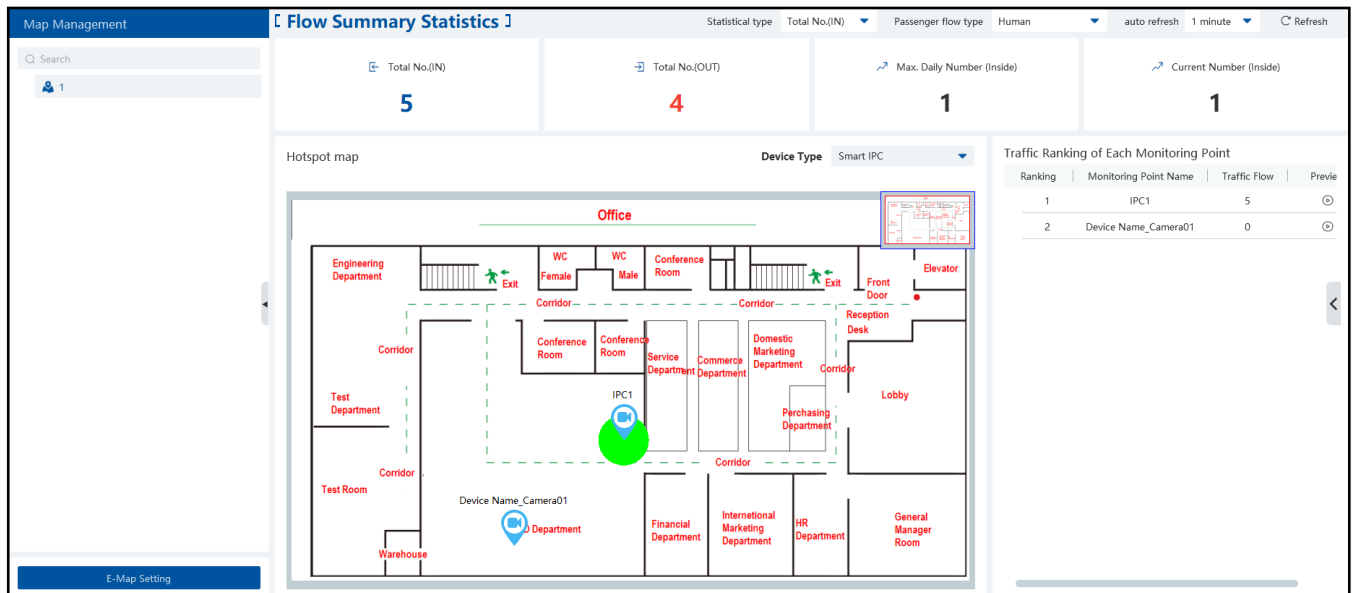 Map Management
Search
1
E-Map Setting
Flow Summary Statistics
Statistical type Total No.(IN) Passenger flow type Human auto refresh 1 minute Refresh
Total No.(IN)
5
Total No.(OUT)
4
Max. Daily Number (Inside)
1
Current Number (Inside)
1
Hotspot map
Device Type Smart IPC
Office
Engineering
Department
Exit
WC
Female
WC
Male
Conference
Room
Exit
Front
Door
Elevator
Corridor
Corridor
Reception
Desk
Corridor
Conference
Room
Conference
Room
Service
Department
Commerce
Department
Domestic
Marketing
Department
Corridor
Lobby
Test
Department
IPC1
Perchasing
Department
Corridor
Corridor
Test Room
Device Name_Camera01
Department
Warehouse
Financial
Department
Internetional
Marketing
Department
HR
Department
General
Manager
Room
Traffic Ranking of Each Monitoring Point
Ranking Monitoring Point Name Traffic Flow Previe
1 IPC1 5
2 Device Name_Camera01 0